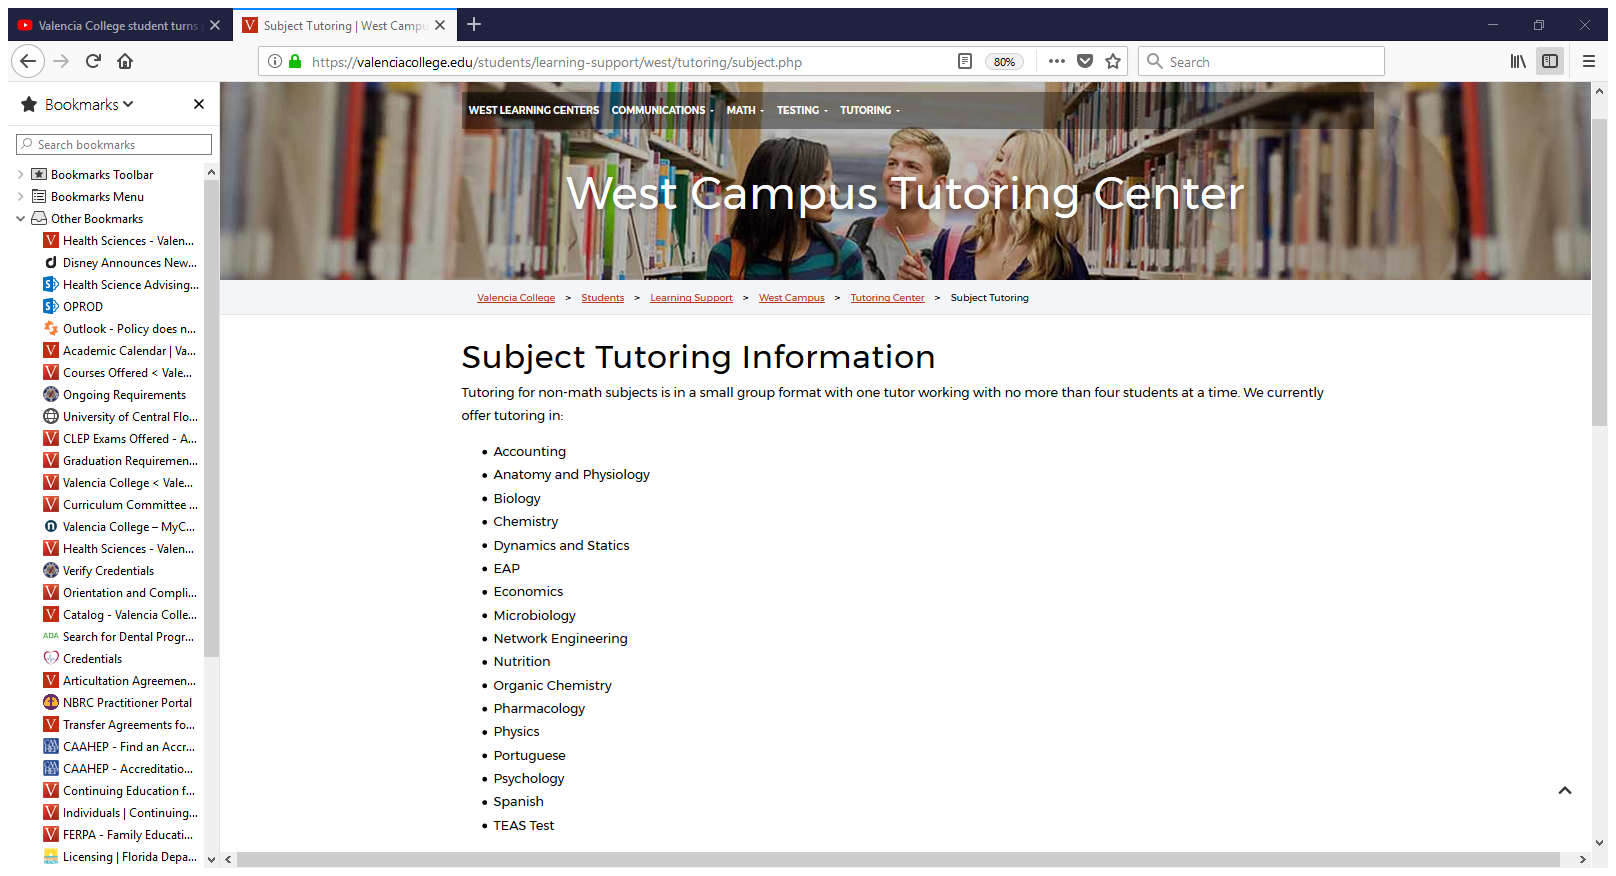 Valencia College student turns
Subject Tutoring | West Campu
https://valenciacollege.edu/students/learning-support/west/tutoring/subject.php
80%
Search
Bookmarks
Search bookmarks
Bookmarks Toolbar
Bookmarks Menu
Other Bookmarks
Health Sciences - Valen...
Disney Announces New...
Health Science Advising...
OPROD
Outlook - Policy does n...
Academic Calendar | Va...
Courses Offered < Vale...
Ongoing Requirements
University of Central Flo...
CLEP Exams Offered - A...
Graduation Requiremen...
Valencia College < Vale...
Curriculum Committee ...
Valencia College – MyC...
Health Sciences - Valen...
Verify Credentials
Orientation and Compli...
Catalog - Valencia Colle...
ADA Search for Dental Progr...
Credentials
Articultation Agreemen...
NBRC Practitioner Portal
Transfer Agreements fo...
CAAHEP - Find an Accr...
CAAHEP - Accreditatio...
Continuing Education f...
Individuals | Continuing...
FERPA - Family Educati...
Licensing | Florida Depa...
WEST LEARNING CENTERS COMMUNICATIONS MATH TESTING TUTORING
West Campus Tutoring Center
Valencia College > Students > Learning Support > West Campus > Tutoring Center > Subject Tutoring
Subject Tutoring Information
Tutoring for non-math subjects is in a small group format with one tutor working with no more than four students at a time. We currently
offer tutoring in:
• Accounting
• Anatomy and Physiology
• Biology
• Chemistry
• Dynamics and Statics
• EAP
• Economics
• Microbiology
• Network Engineering
• Nutrition
• Organic Chemistry
• Pharmacology
• Physics
• Portuguese
• Psychology
• Spanish
• TEAS Test